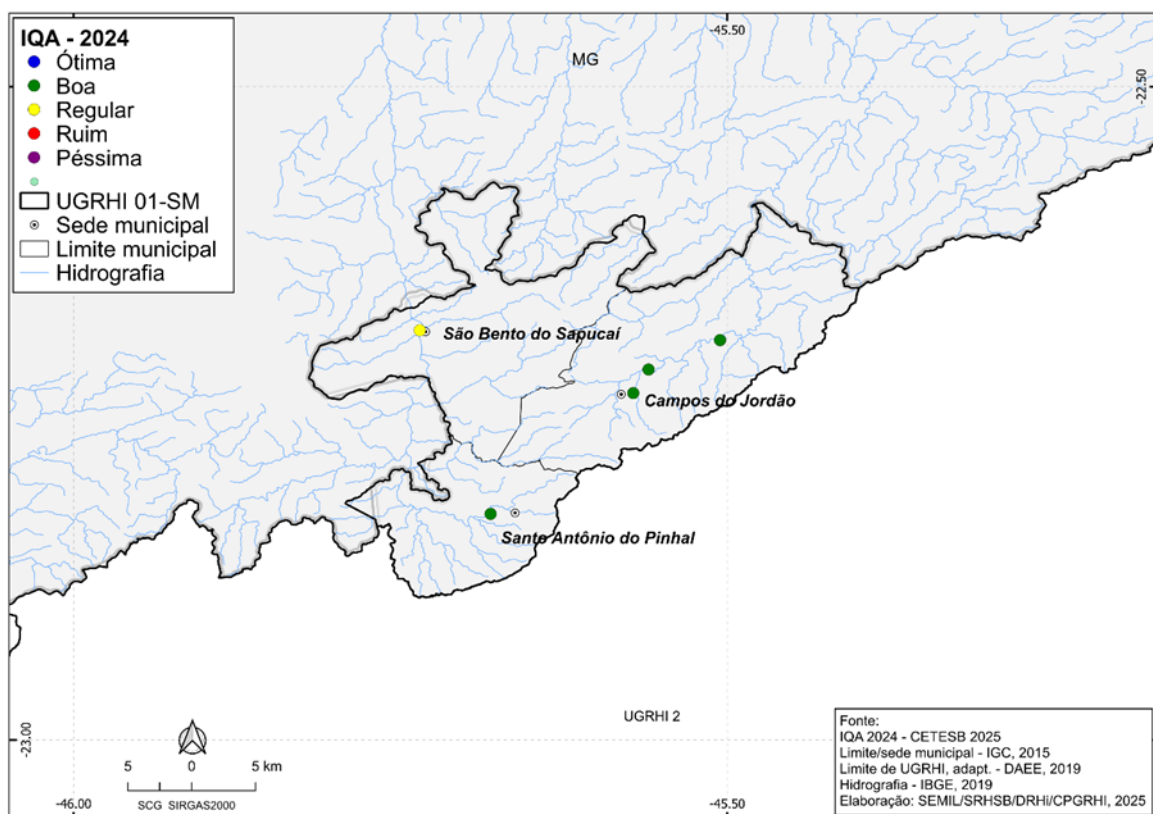 IQA - 2024
Ótima
Boa
Regular
Ruim
Péssima
UGRHI 01-SM
Sede municipal
Limite municipal
Hidrografia
-45.50
MG
-22.50
São Bento do Sapucaí
Campos do Jordão
Santo Antônio do Pinhal
UGRHI 2
-23.00
5 0 5 km
SCG SIRGAS2000
-46.00
-45.50
Fonte:
IQA 2024 - CETESB 2025
Limite/sede municipal - IGC, 2015
Limite de UGRHI, adapt. - DAEE, 2019
Hidrografia - IBGE, 2019
Elaboração: SEMIL/SRHSB/DRHi/CPGRHI, 2025